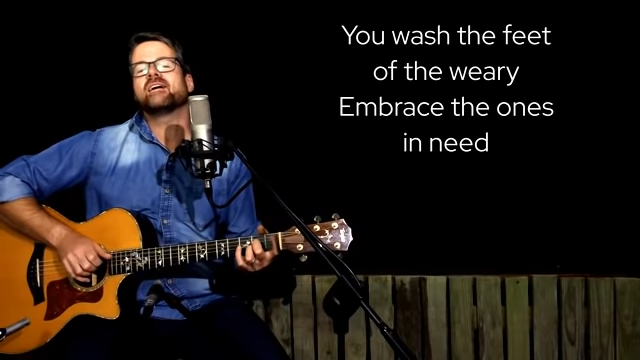 You wash the feet
of the weary
Embrace the ones
in need